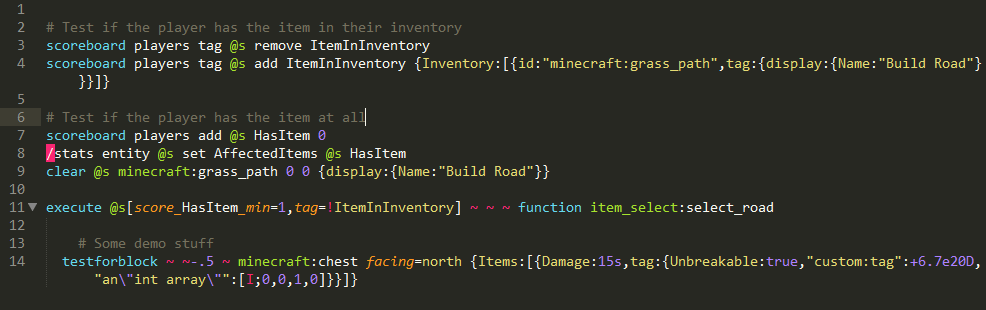 1
2 # Test if the player has the item in their inventory
3 scoreboard players tag @s remove ItemInInventory
4 scoreboard players tag @s add ItemInInventory {Inventory:[{id:"minecraft:grass_path",tag:{display:{Name:"Build Road"}
}}]}
5
6 # Test if the player has the item at all
7 scoreboard players add @s HasItem 0
8 /stats entity @s set AffectedItems @s HasItem
9 clear @s minecraft:grass_path 0 0 {display:{Name:"Build Road"}}
10
11 execute @s[score_HasItem_min=1,tag=!ItemInInventory] ~ ~ ~ function item_select:select_road
12
13 # Some demo stuff
14 testforblock ~ ~-.5 ~ minecraft:chest facing=north {Items:[{Damage:15s,tag:{Unbreakable:true,"custom:tag":+6.7e20D,
"an\"int array\"":[I;0,0,1,0]}}]}